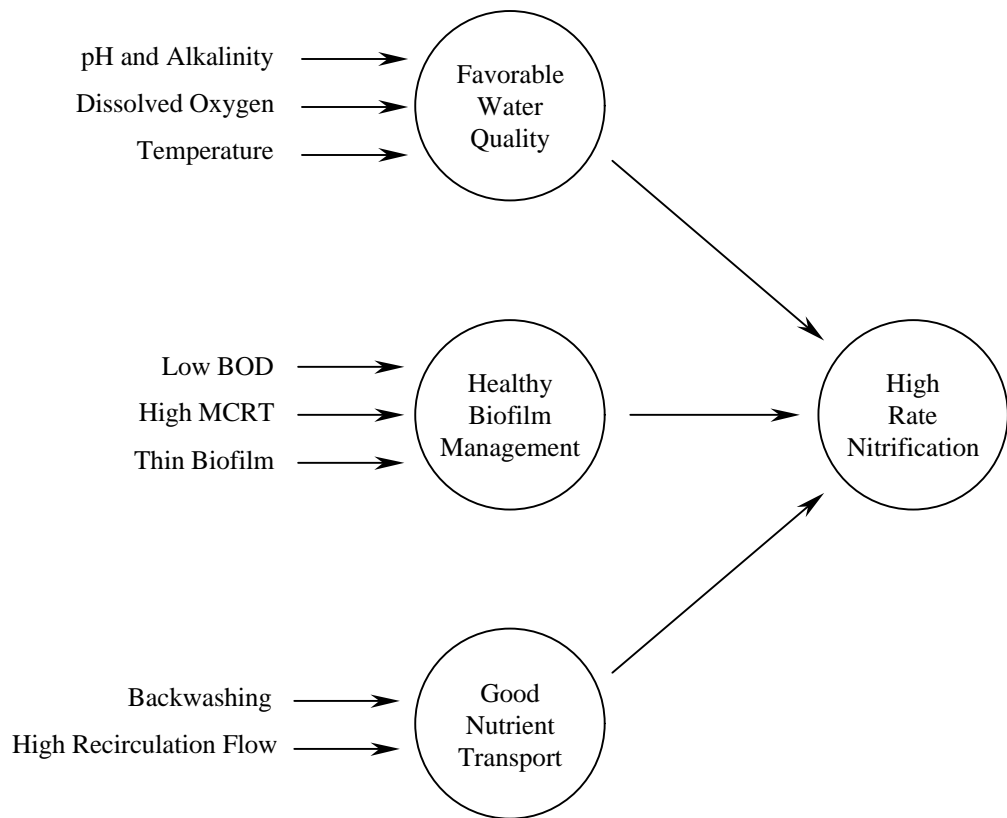 pH and Alkalinity
Dissolved Oxygen
Temperature
Favorable
Water
Quality
Low BOD
High MCRT
Thin Biofilm
Healthy
Biofilm
Management
High
Rate
Nitrification
Backwashing
High Recirculation Flow
Good
Nutrient
Transport